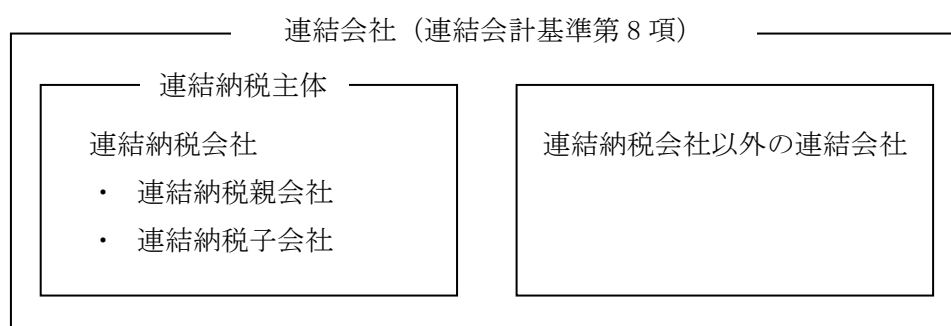 連結会社（連結会計基準第８項）
連結納税主体
連結納税会社
・ 連結納税親会社
・ 連結納税子会社
連結納税会社以外の連結会社